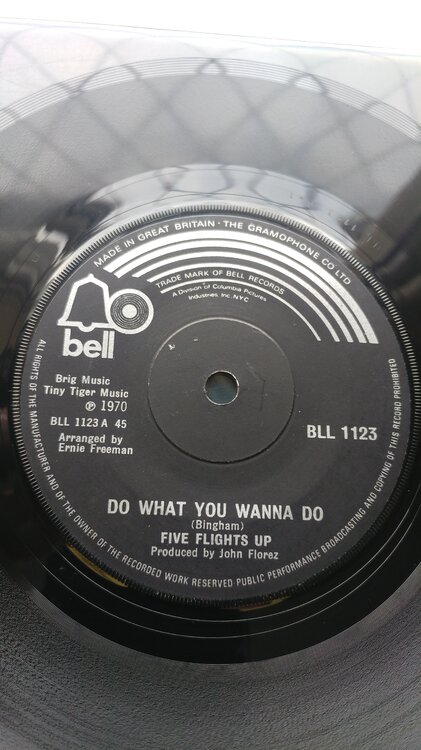 MADE IN GREAT BRITAIN · THE GRAMOPHONE CO LTD
TRADE MARK OF BELL RECORDS
A Division of Columbia Pictures
Industries, Inc. NYC
bell
Brig Music
Tiny Tiger Music
Ⓟ 1970
BLL 1123 A 45
Arranged by
Ernie Freeman
BLL 1123
DO WHAT YOU WANNA DO
(Bingham)
FIVE FLIGHTS UP
Produced by John Florez
ALL RIGHTS OF THE MANUFACTURER AND OF THE OWNER OF THE RECORDED WORK RESERVED PUBLIC PERFORMANCE BROADCASTING AND COPYING OF THIS RECORD PROHIBITED